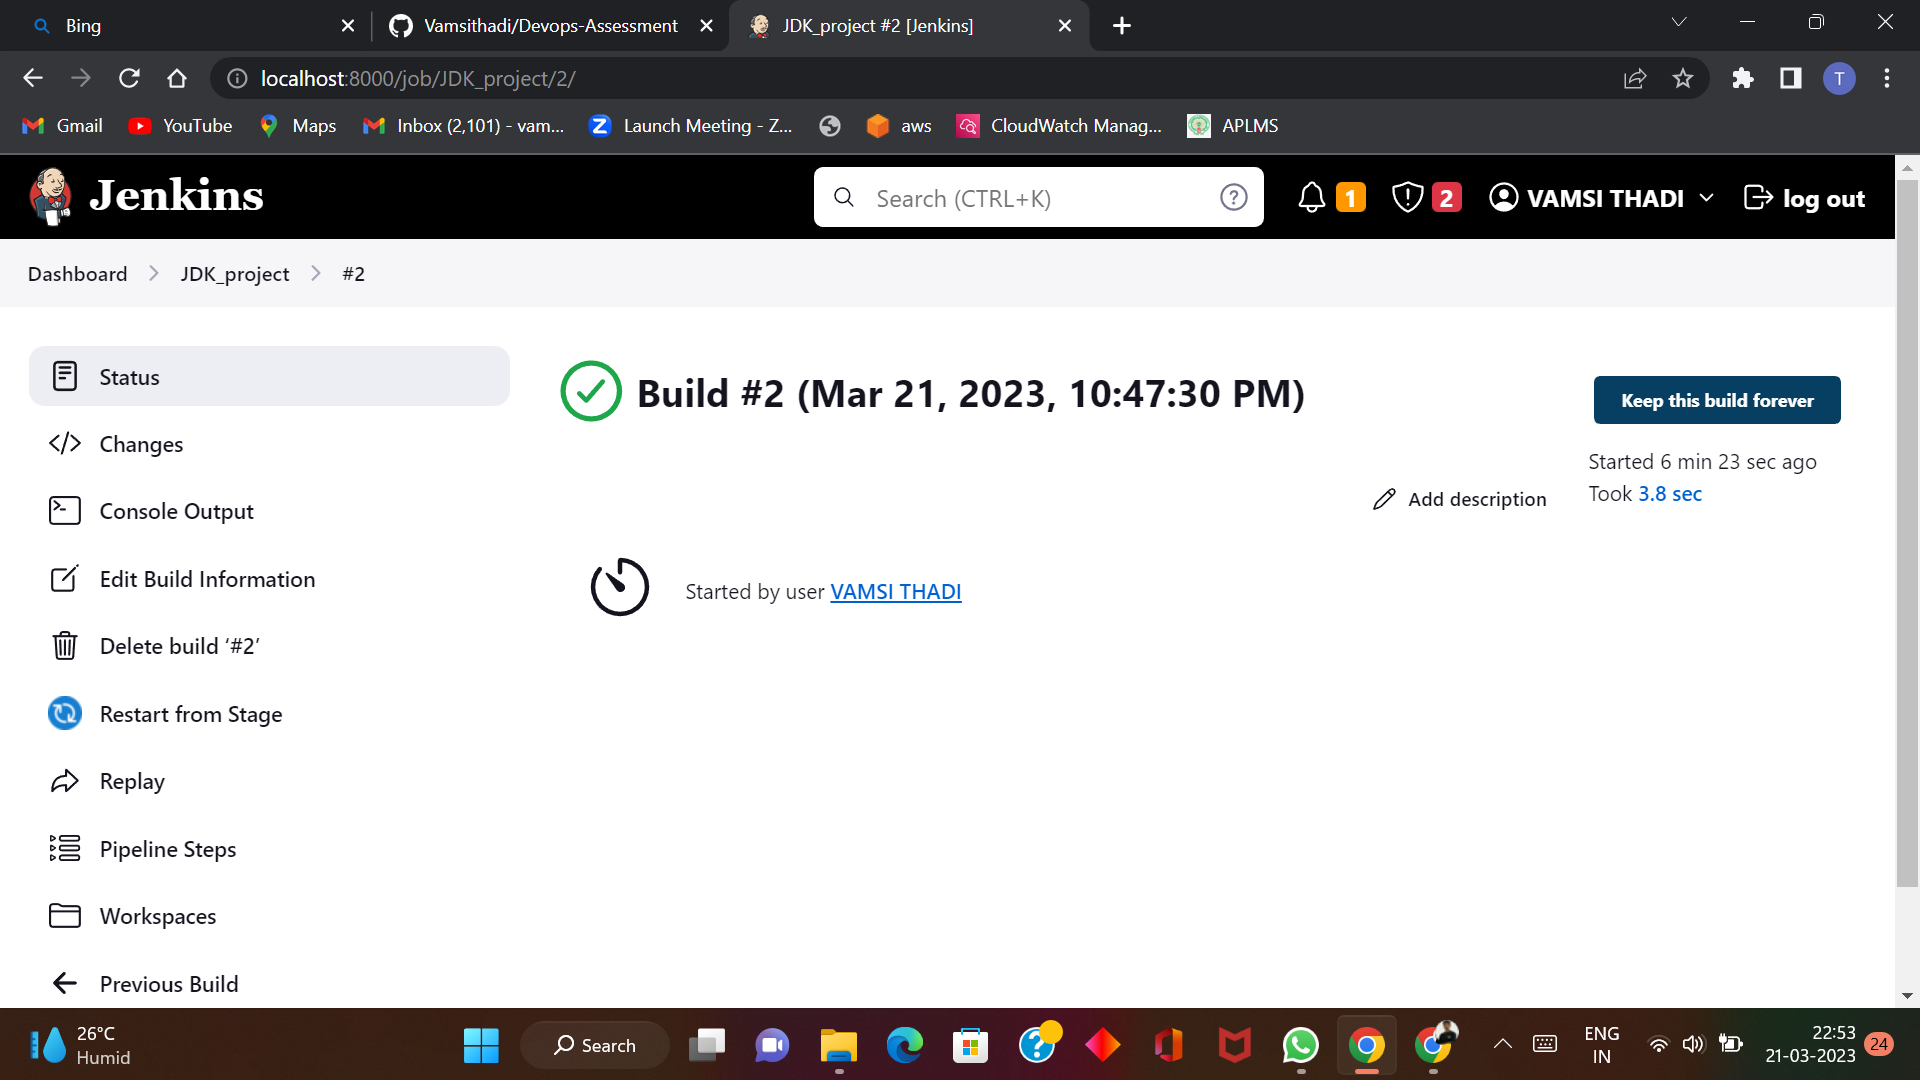 Bing
Vamsithadi/Devops-Assessment
JDK_project #2 [Jenkins]
localhost:8000/job/JDK_project/2/
T
Gmail
YouTube
Maps
Inbox (2,101) - vam...
Launch Meeting - Z...
aws
CloudWatch Manag...
APLMS
Jenkins
Search (CTRL+K)
1
2
VAMSI THADI
log out
Dashboard
JDK_project
#2
Status
Changes
Console Output
Edit Build Information
Delete build ‘#2’
Restart from Stage
Replay
Pipeline Steps
Workspaces
Previous Build
Build #2 (Mar 21, 2023, 10:47:30 PM)
Keep this build forever
Started 6 min 23 sec ago
Took 3.8 sec
Add description
Started by user VAMSI THADI
26°C
Humid
Search
ENG
IN
22:53
21-03-2023
24